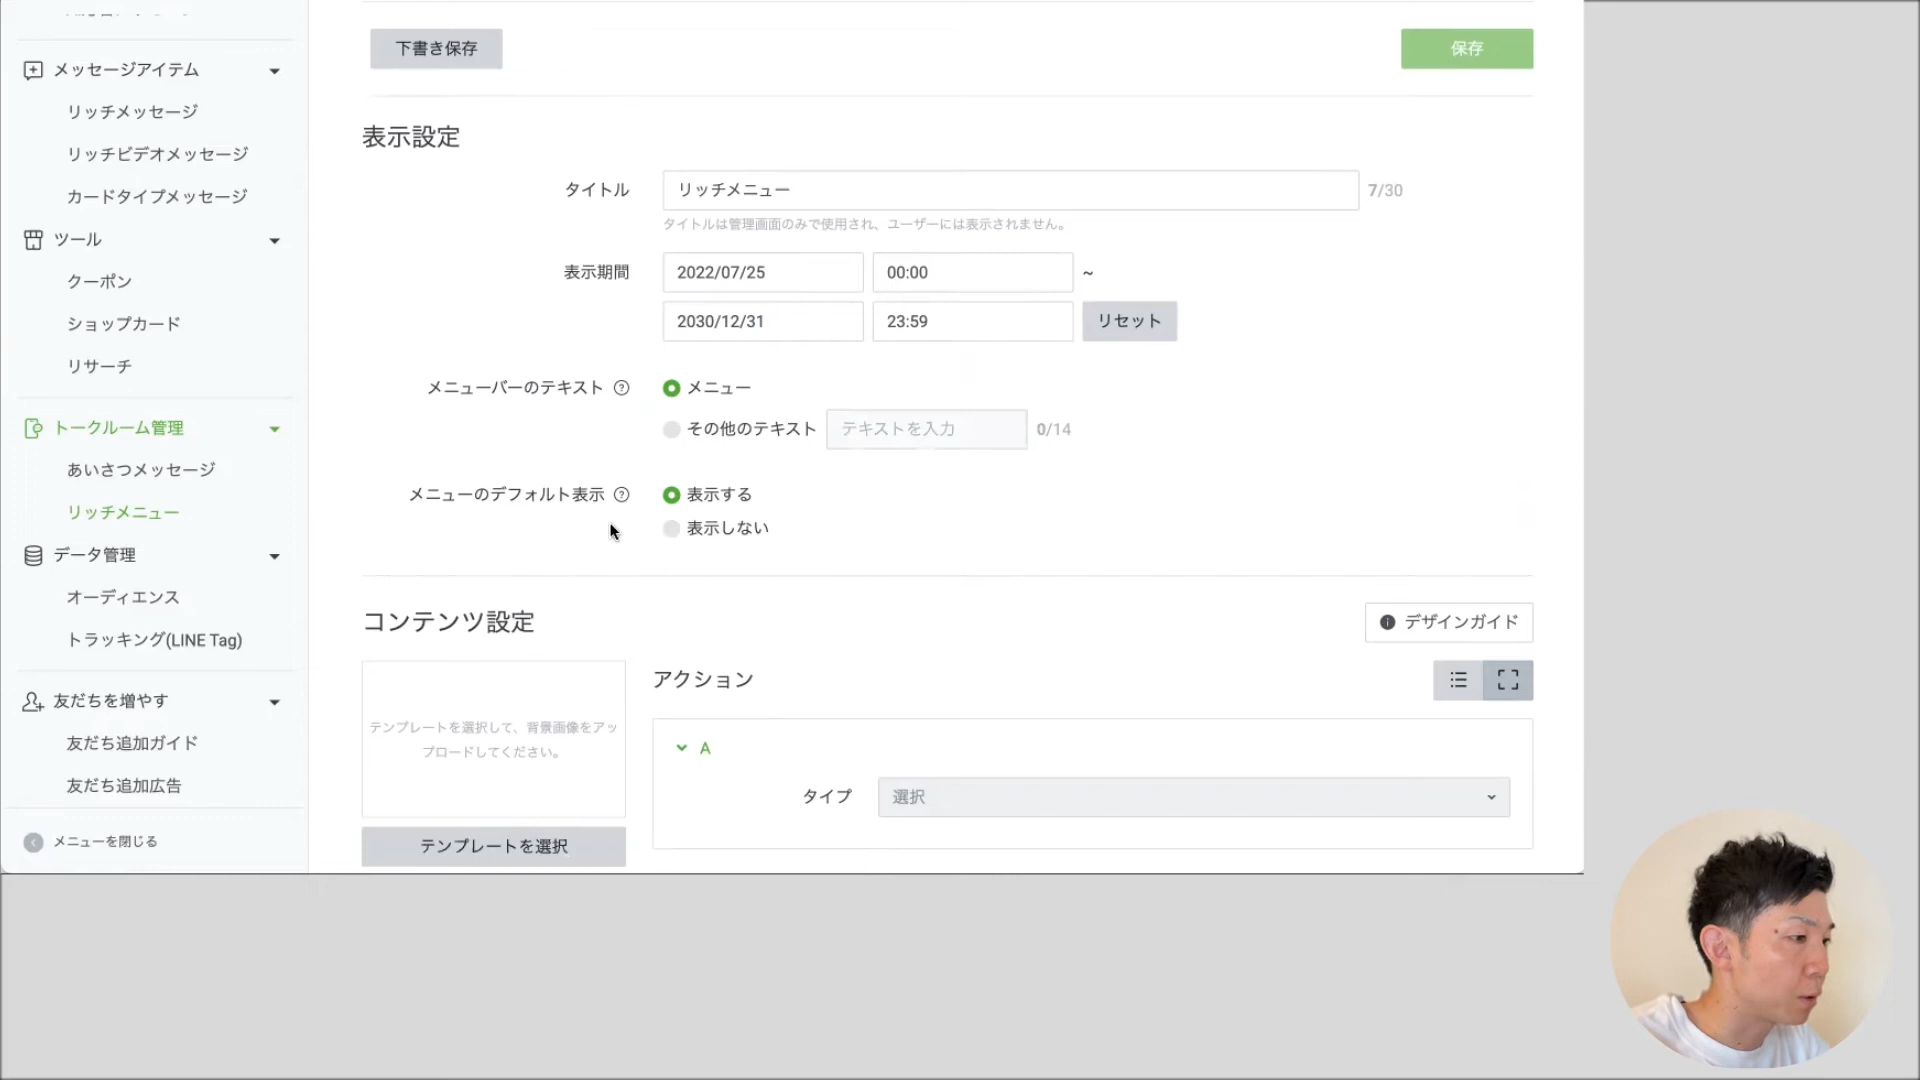 メッセージアイテム
リッチメッセージ
リッチビデオメッセージ
カードタイプメッセージ
ツール
クーポン
ショップカード
リサーチ
トークルーム管理
あいさつメッセージ
リッチメニュー
データ管理
オーディエンス
トラッキング(LINE Tag)
友だちを増やす
友だち追加ガイド
友だち追加広告
メニューを閉じる
下書き保存
保存
表示設定
タイトル リッチメニュー 7/30
タイトルは管理画面のみで使用され、ユーザーには表示されません。
表示期間 2022/07/25 00:00 ~
2030/12/31 23:59 リセット
メニューバーのテキスト メニュー
その他のテキスト テキストを入力 0/14
メニューのデフォルト表示 表示する
表示しない
コンテンツ設定 デザインガイド
テンプレートを選択して、背景画像をアッ
プロードしてください。
テンプレートを選択
アクション
A
タイプ 選択